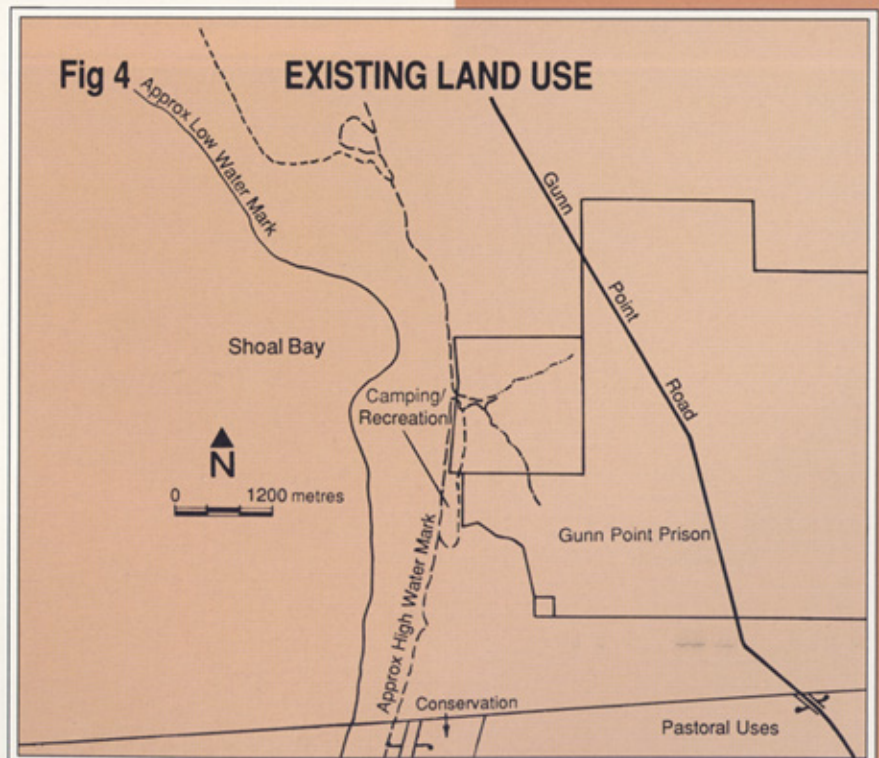 Fig 4
EXISTING LAND USE
Approx Low Water Mark
Gunn Point Road
Shoal Bay
Camping/
Recreation
N
0 1200 metres
Gunn Point Prison
Approx High Water Mark
Conservation
Pastoral Uses